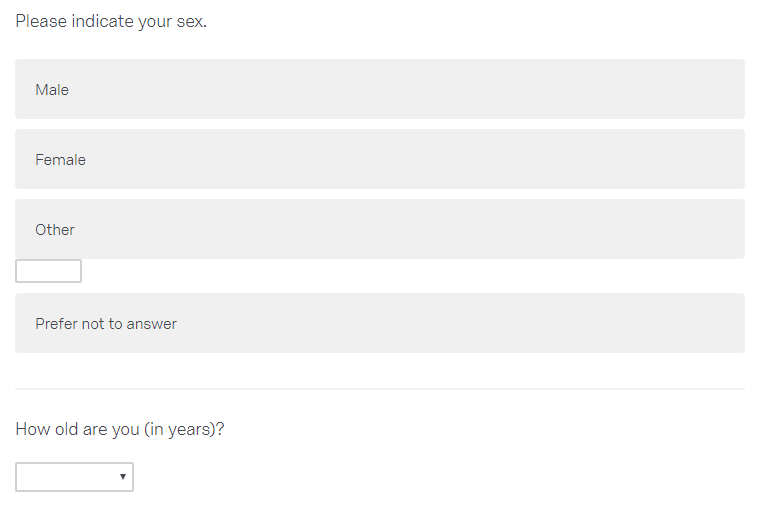 Please indicate your sex.
Male
Female
Other
Prefer not to answer
How old are you (in years)?